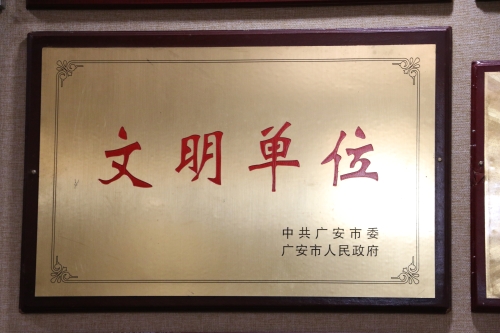 文明单位
中共广安市委
广安市人民政府